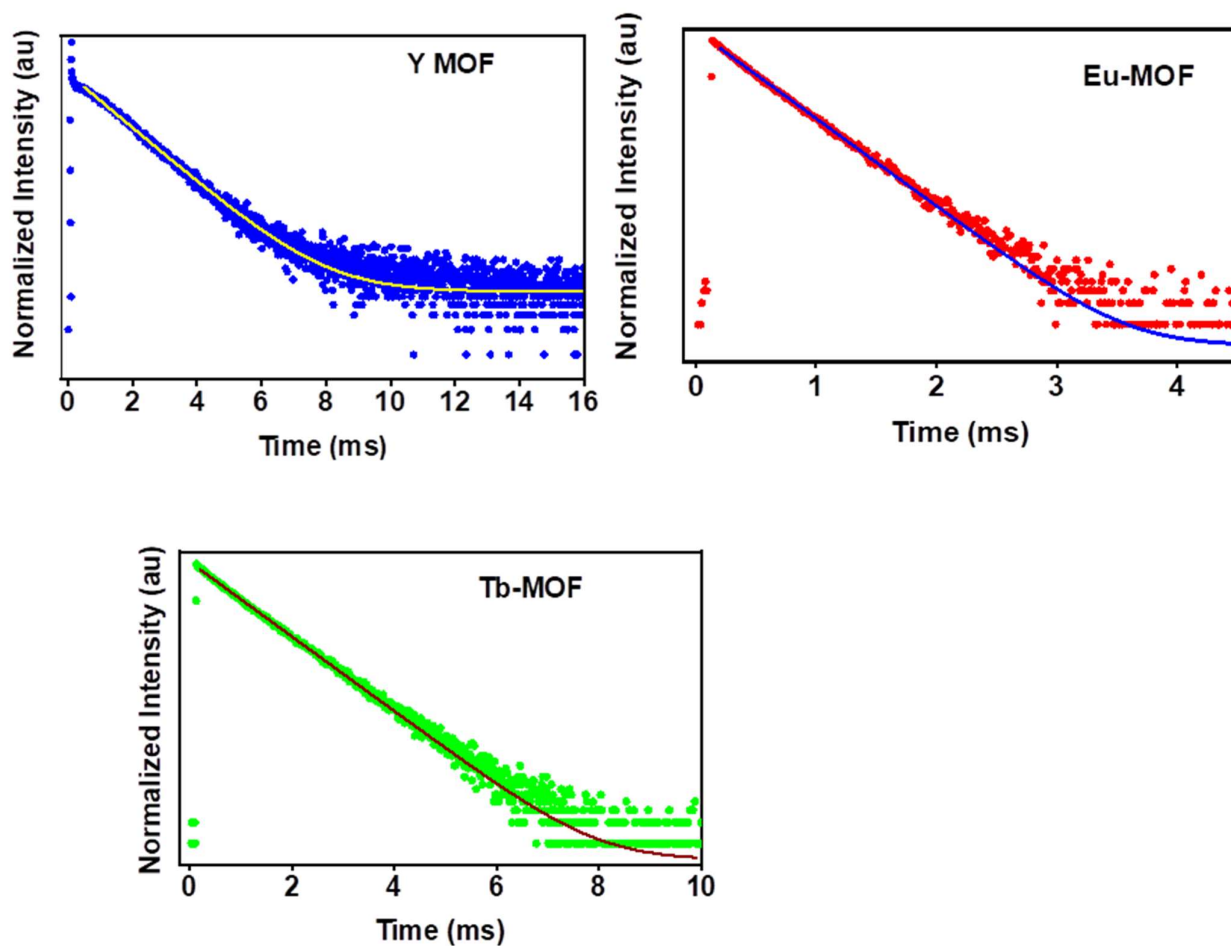 Normalized Intensity (au)
Y MOF
0 2 4 6 8 10 12 14 16
Time (ms)
Normalized Intensity (au)
Eu-MOF
0 1 2 3 4
Time (ms)
Normalized Intensity (au)
Tb-MOF
0 2 4 6 8 10
Time (ms)